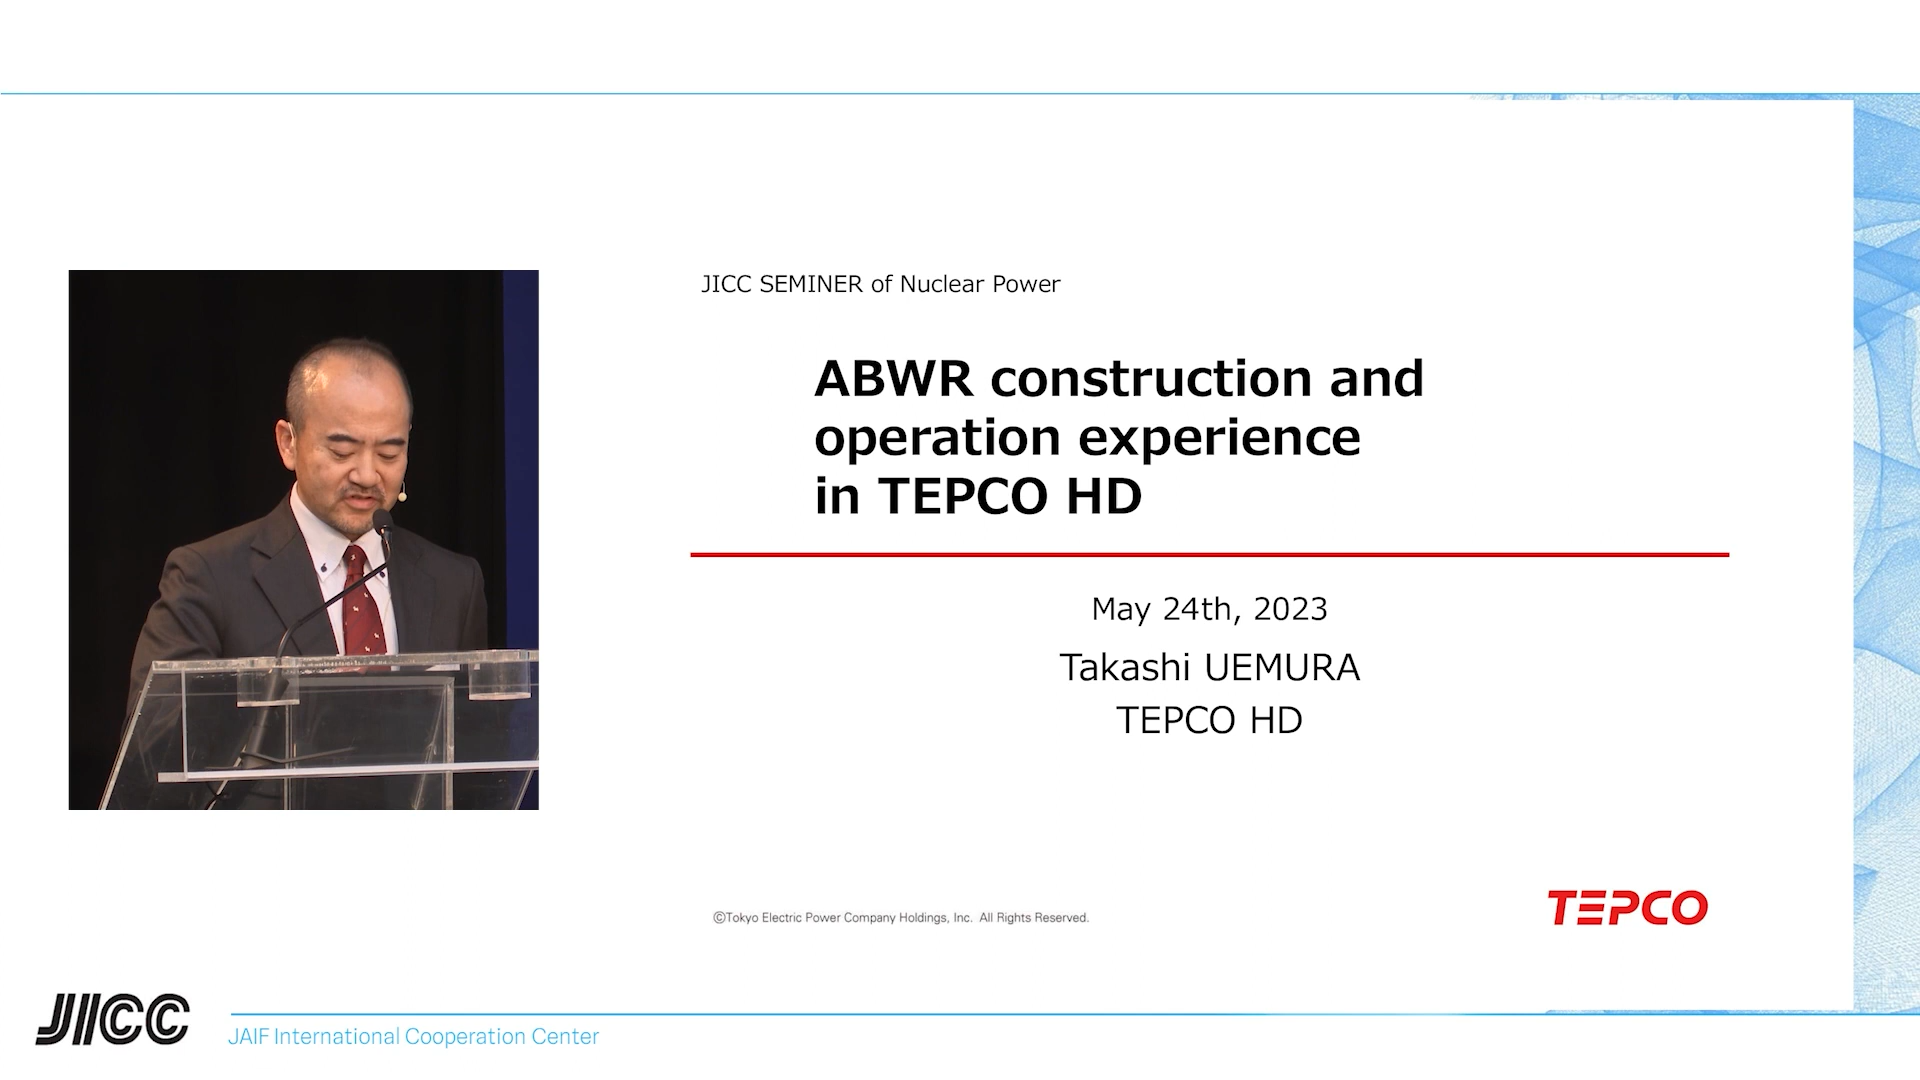 JICC SEMINER of Nuclear Power
ABWR construction and
operation experience
in TEPCO HD
May 24th, 2023
Takashi UEMURA
TEPCO HD
©Tokyo Electric Power Company Holdings, Inc. All Rights Reserved.
TEPCO
JICC
JAIF International Cooperation Center